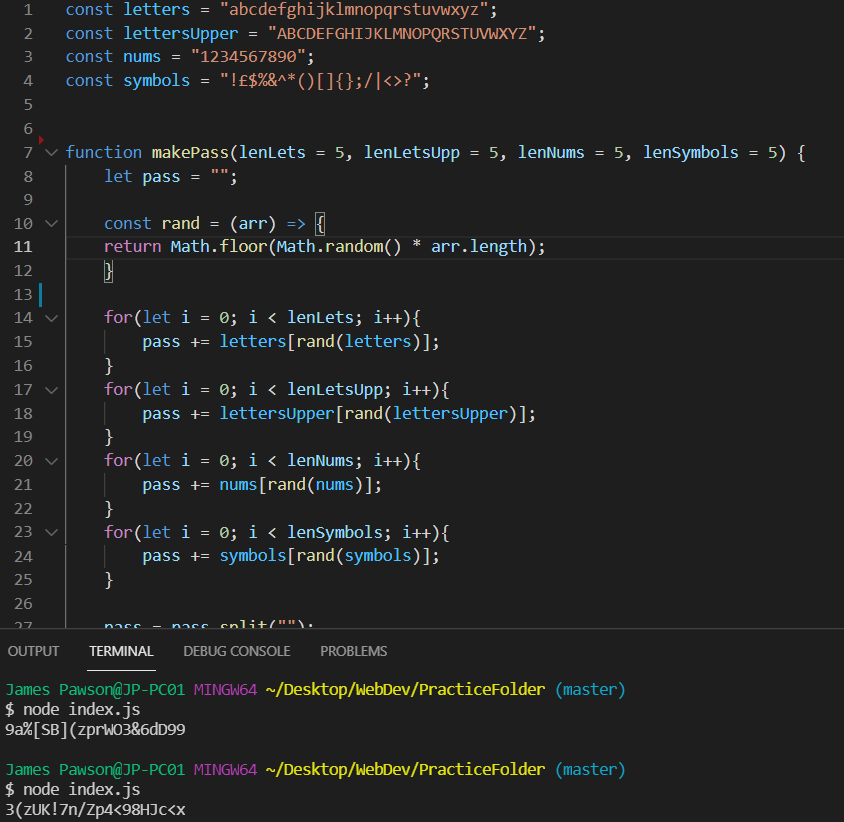 1 const letters = "abcdefghijklmnopqrstuvwxyz";
2 const lettersUpper = "ABCDEFGHIJKLMNOPQRSTUVWXYZ";
3 const nums = "1234567890";
4 const symbols = "!£$%&^*()[]{};/|<>?";
5
6
7 function makePass(lenLets = 5, lenLetsUpp = 5, lenNums = 5, lenSymbols = 5) {
8 let pass = "";
9
10 const rand = (arr) => {
11 return Math.floor(Math.random() * arr.length);
12 }
13
14 for(let i = 0; i < lenLets; i++){
15 pass += letters[rand(letters)];
16 }
17 for(let i = 0; i < lenLetsUpp; i++){
18 pass += lettersUpper[rand(lettersUpper)];
19 }
20 for(let i = 0; i < lenNums; i++){
21 pass += nums[rand(nums)];
22 }
23 for(let i = 0; i < lenSymbols; i++){
24 pass += symbols[rand(symbols)];
25 }
26
27 pass = pass.split("");
OUTPUT TERMINAL DEBUG CONSOLE PROBLEMS
James Pawson@JP-PC01 MINGW64 ~/Desktop/WebDev/PracticeFolder (master)
$ node index.js
9a%[SB](zprWO3&6dD99
James Pawson@JP-PC01 MINGW64 ~/Desktop/WebDev/PracticeFolder (master)
$ node index.js
3(zUK!7n/Zp4<98HJc<x